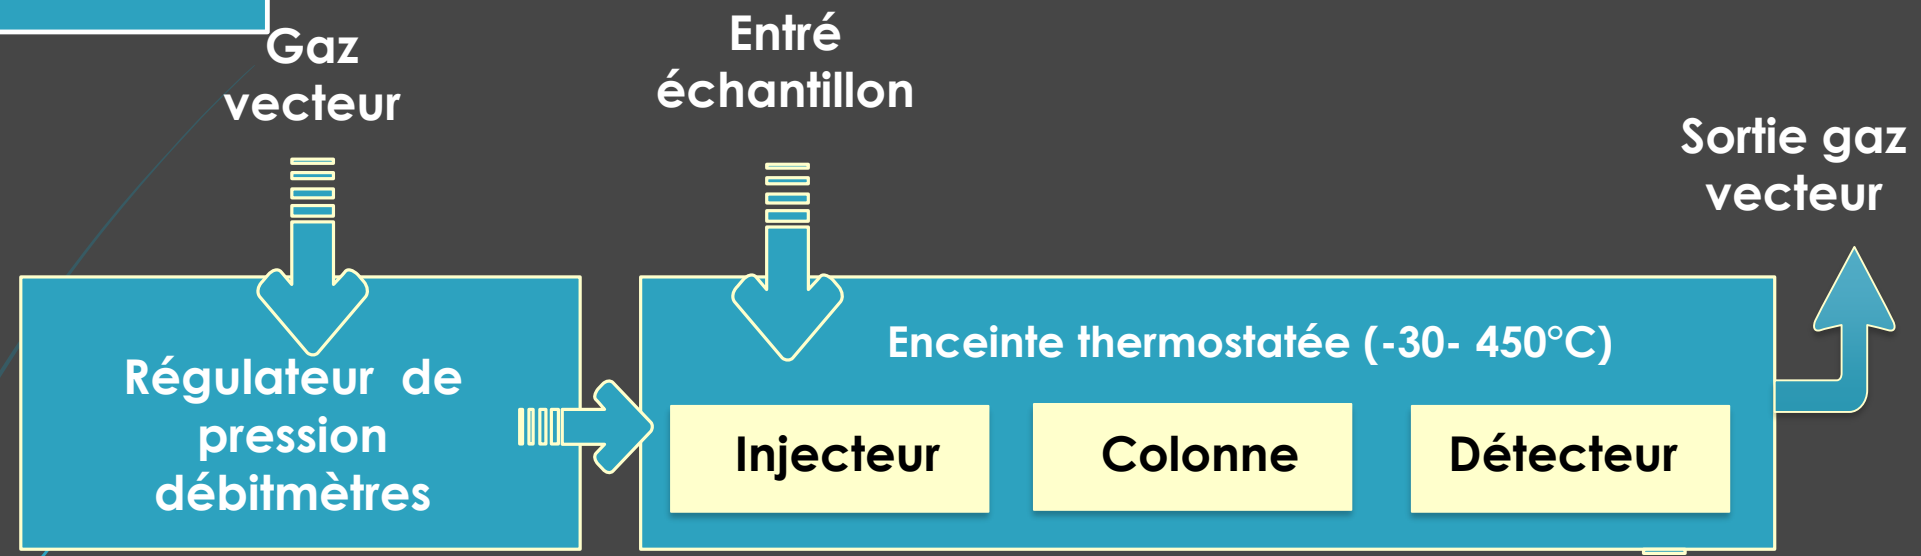 Gaz
vecteur
Entré
échantillon
Sortie gaz
vecteur
Régulateur de
pression
débitmètres
Enceinte thermostatée (-30- 450°C)
Injecteur
Colonne
Détecteur